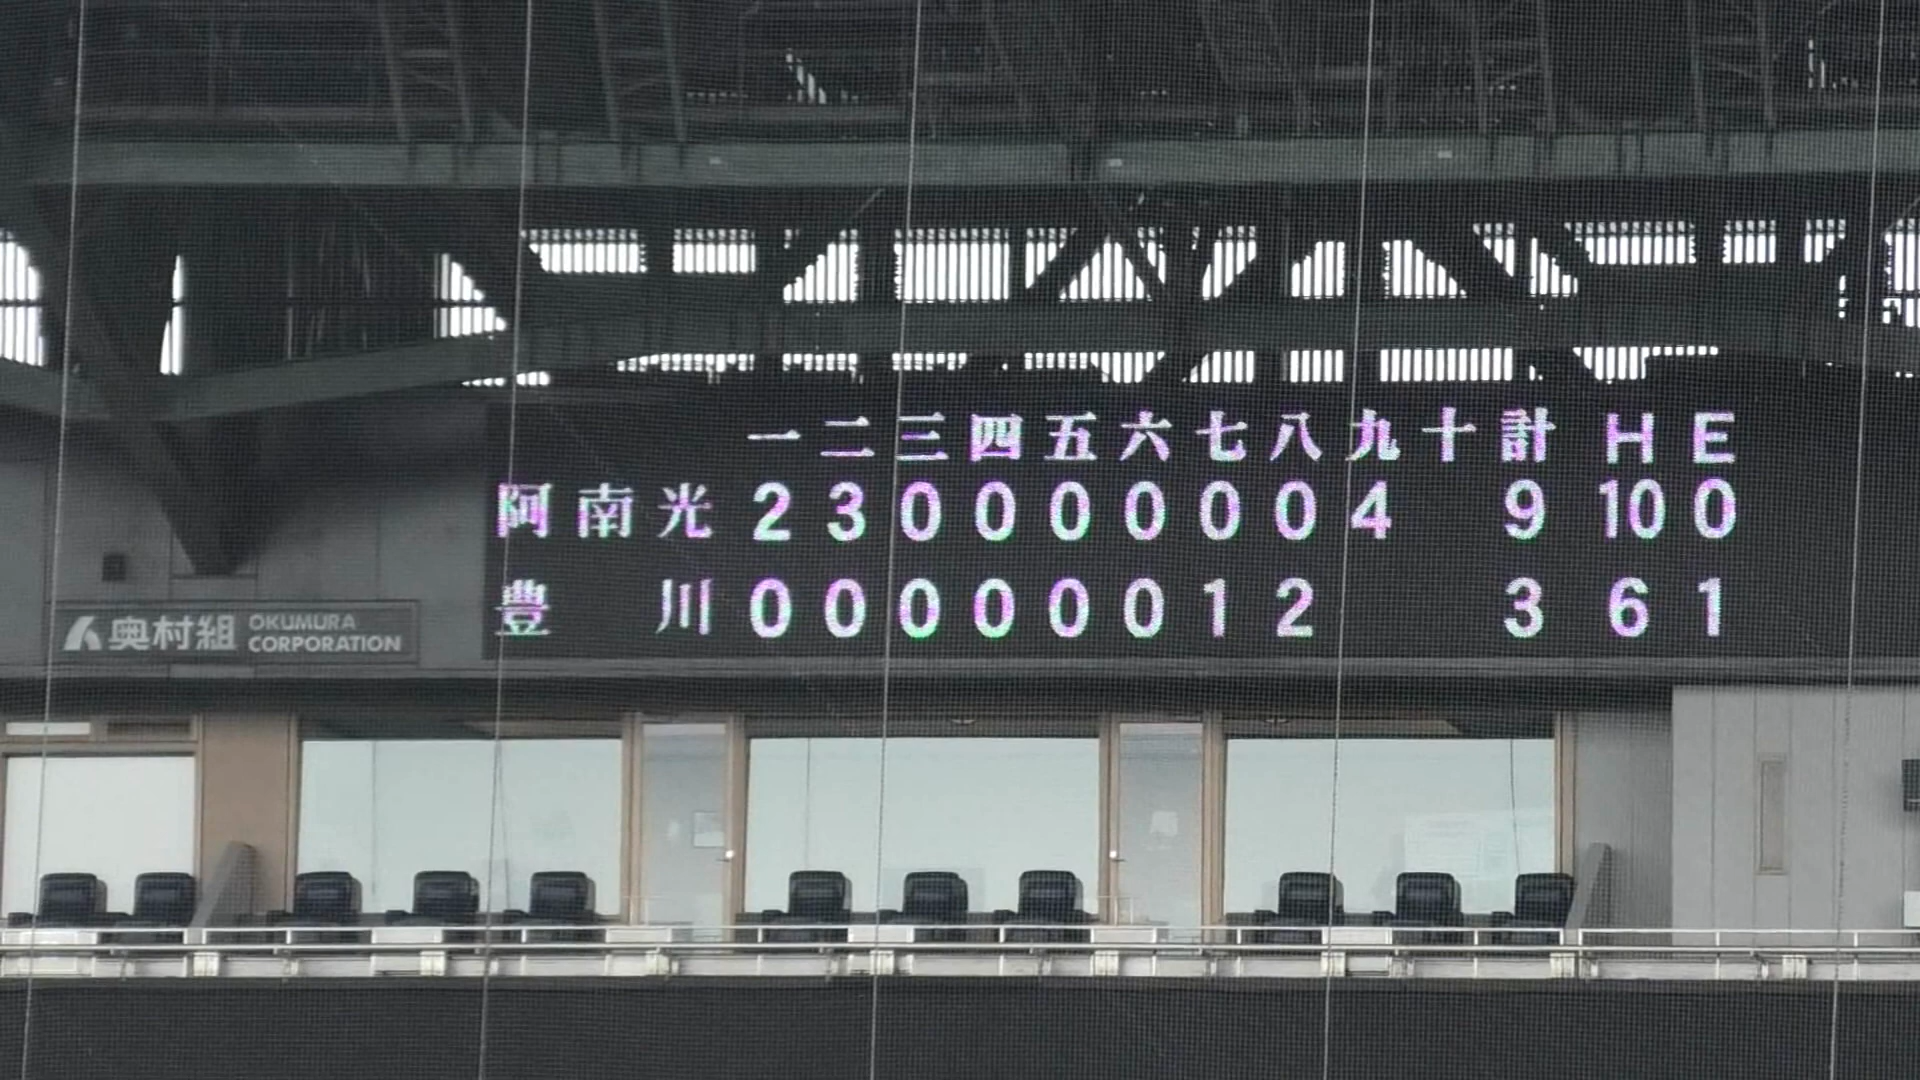 一 二 三 四 五 六 七 八 九 十 計 H E
阿南光 2 3 0 0 0 0 0 0 4 9 10 0
豊川 0 0 0 0 0 0 1 2 3 6 1
奥村組 OKUMURA CORPORATION